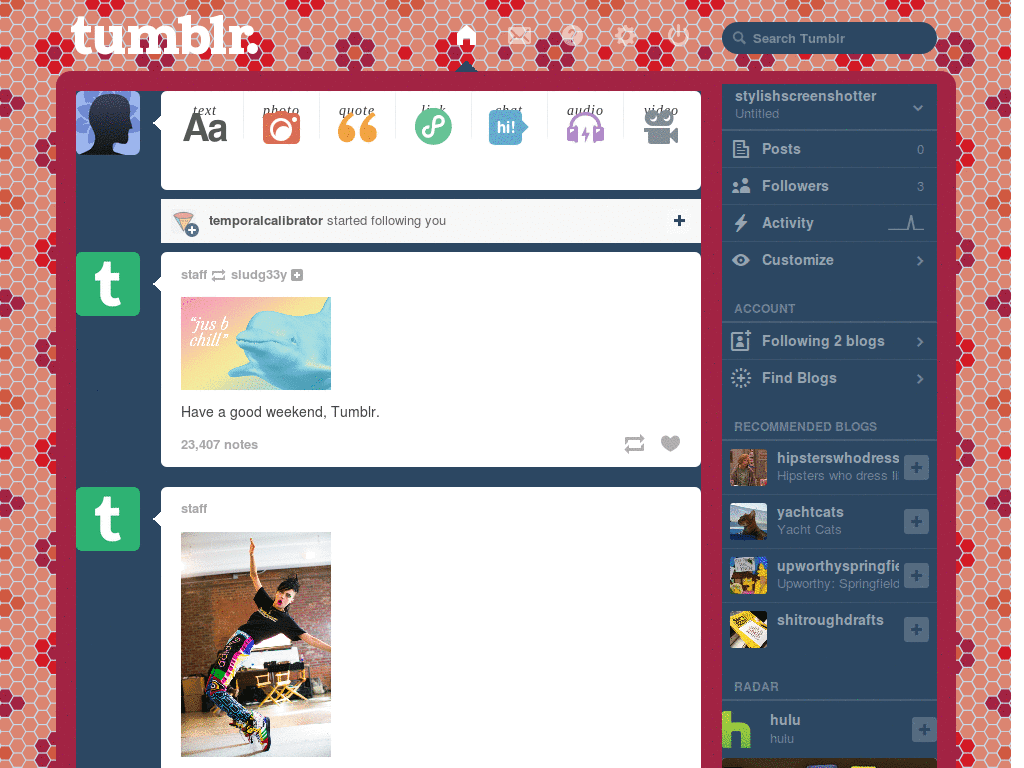 tumblr.
Search Tumblr
text photo quote link chat audio video
Aa hi!
temporalcalibrator started following you
staff sludg33y
"jus b
chill"
Have a good weekend, Tumblr.
23,407 notes
staff
stylishscreenshotter
Untitled
Posts 0
Followers 3
Activity
Customize
ACCOUNT
Following 2 blogs
Find Blogs
RECOMMENDED BLOGS
hipsterswhodress
Hipsters who dress li
yachtcats
Yacht Cats
upworthyspringfie
Upworthy: Springfield
shitroughdrafts
RADAR
hulu
hulu